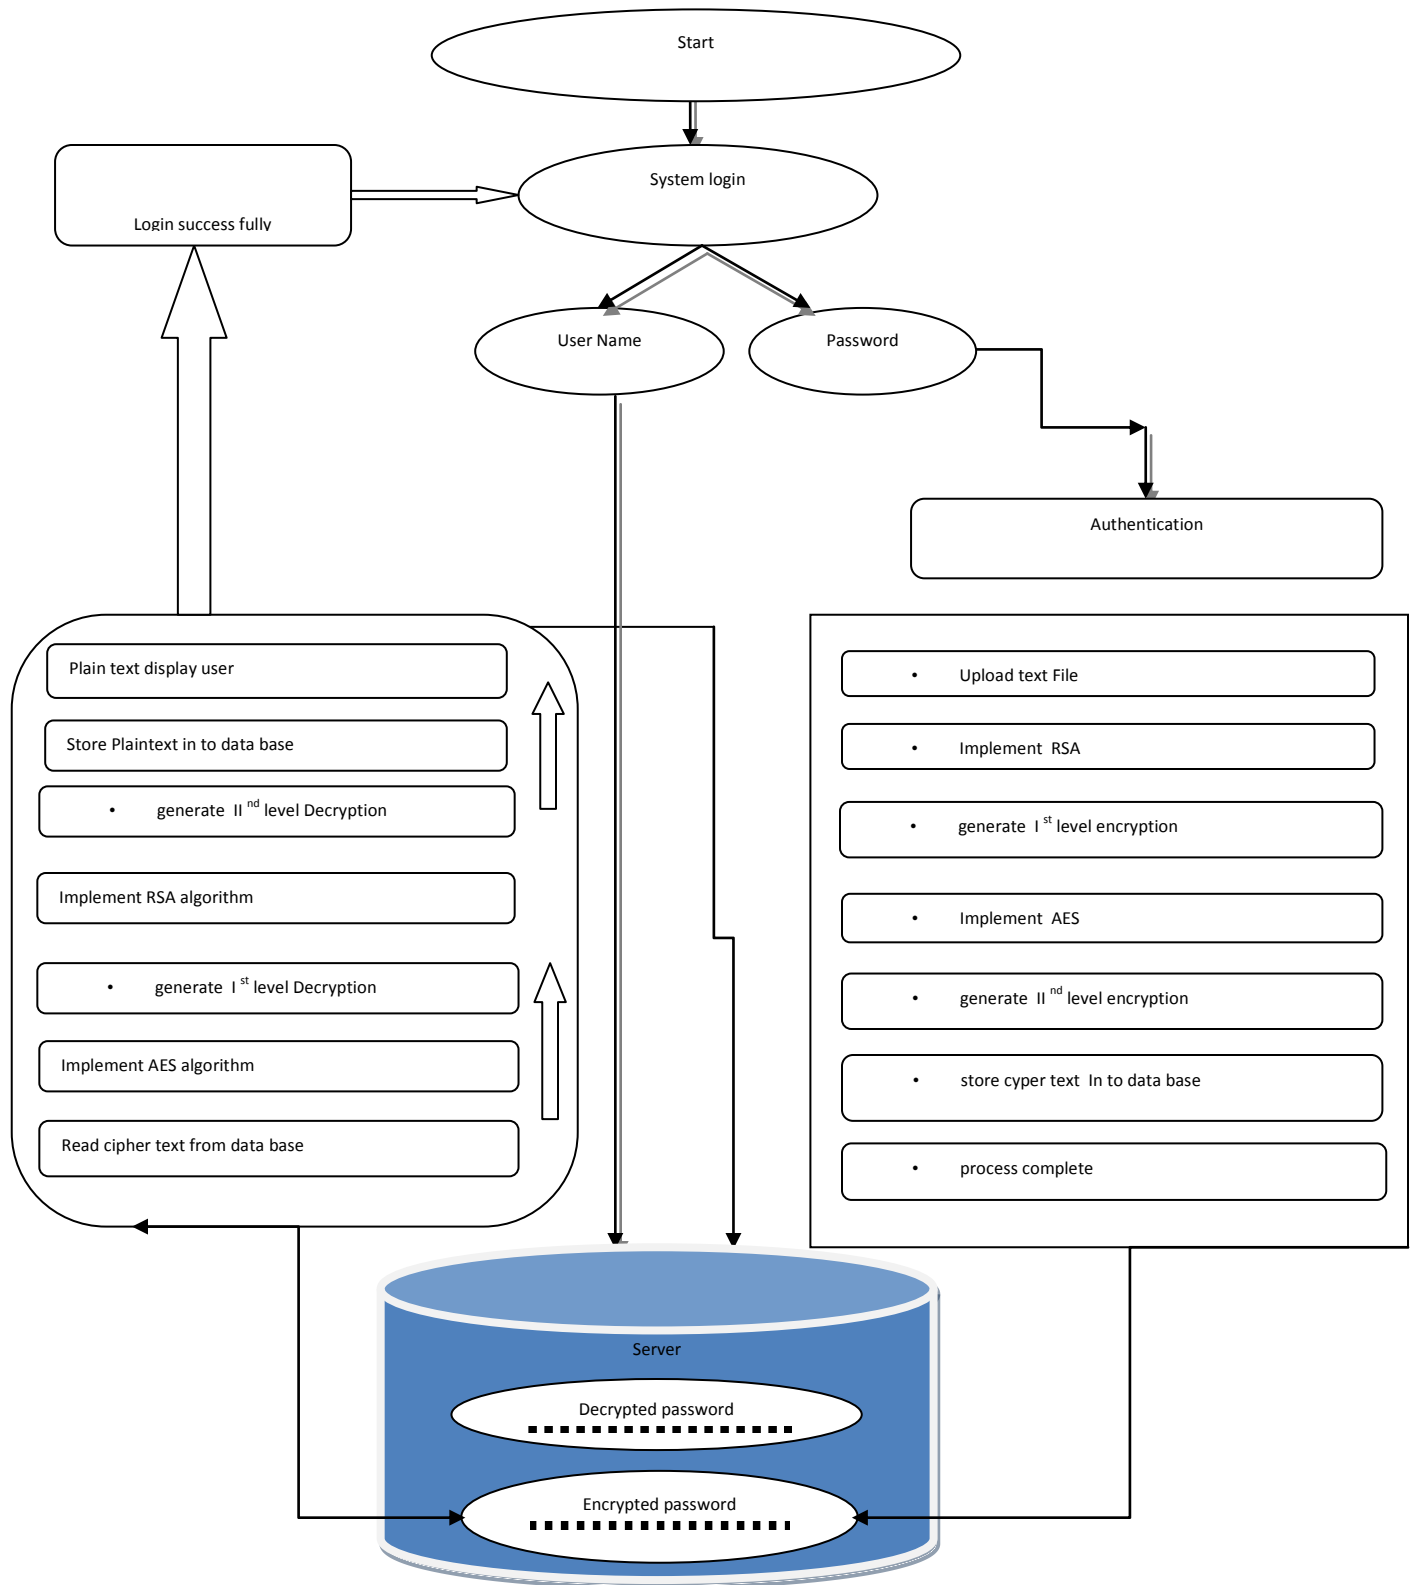 Start
System login
Login success fully
User Name
Password
Authentication
Plain text display user
Store Plaintext in to data base
• generate II nd level Decryption
Implement RSA algorithm
• generate I st level Decryption
Implement AES algorithm
Read cipher text from data base
• Upload text File
• Implement RSA
• generate I st level encryption
• Implement AES
• generate II nd level encryption
• store cyper text In to data base
• process complete
Server
Decrypted password
Encrypted password